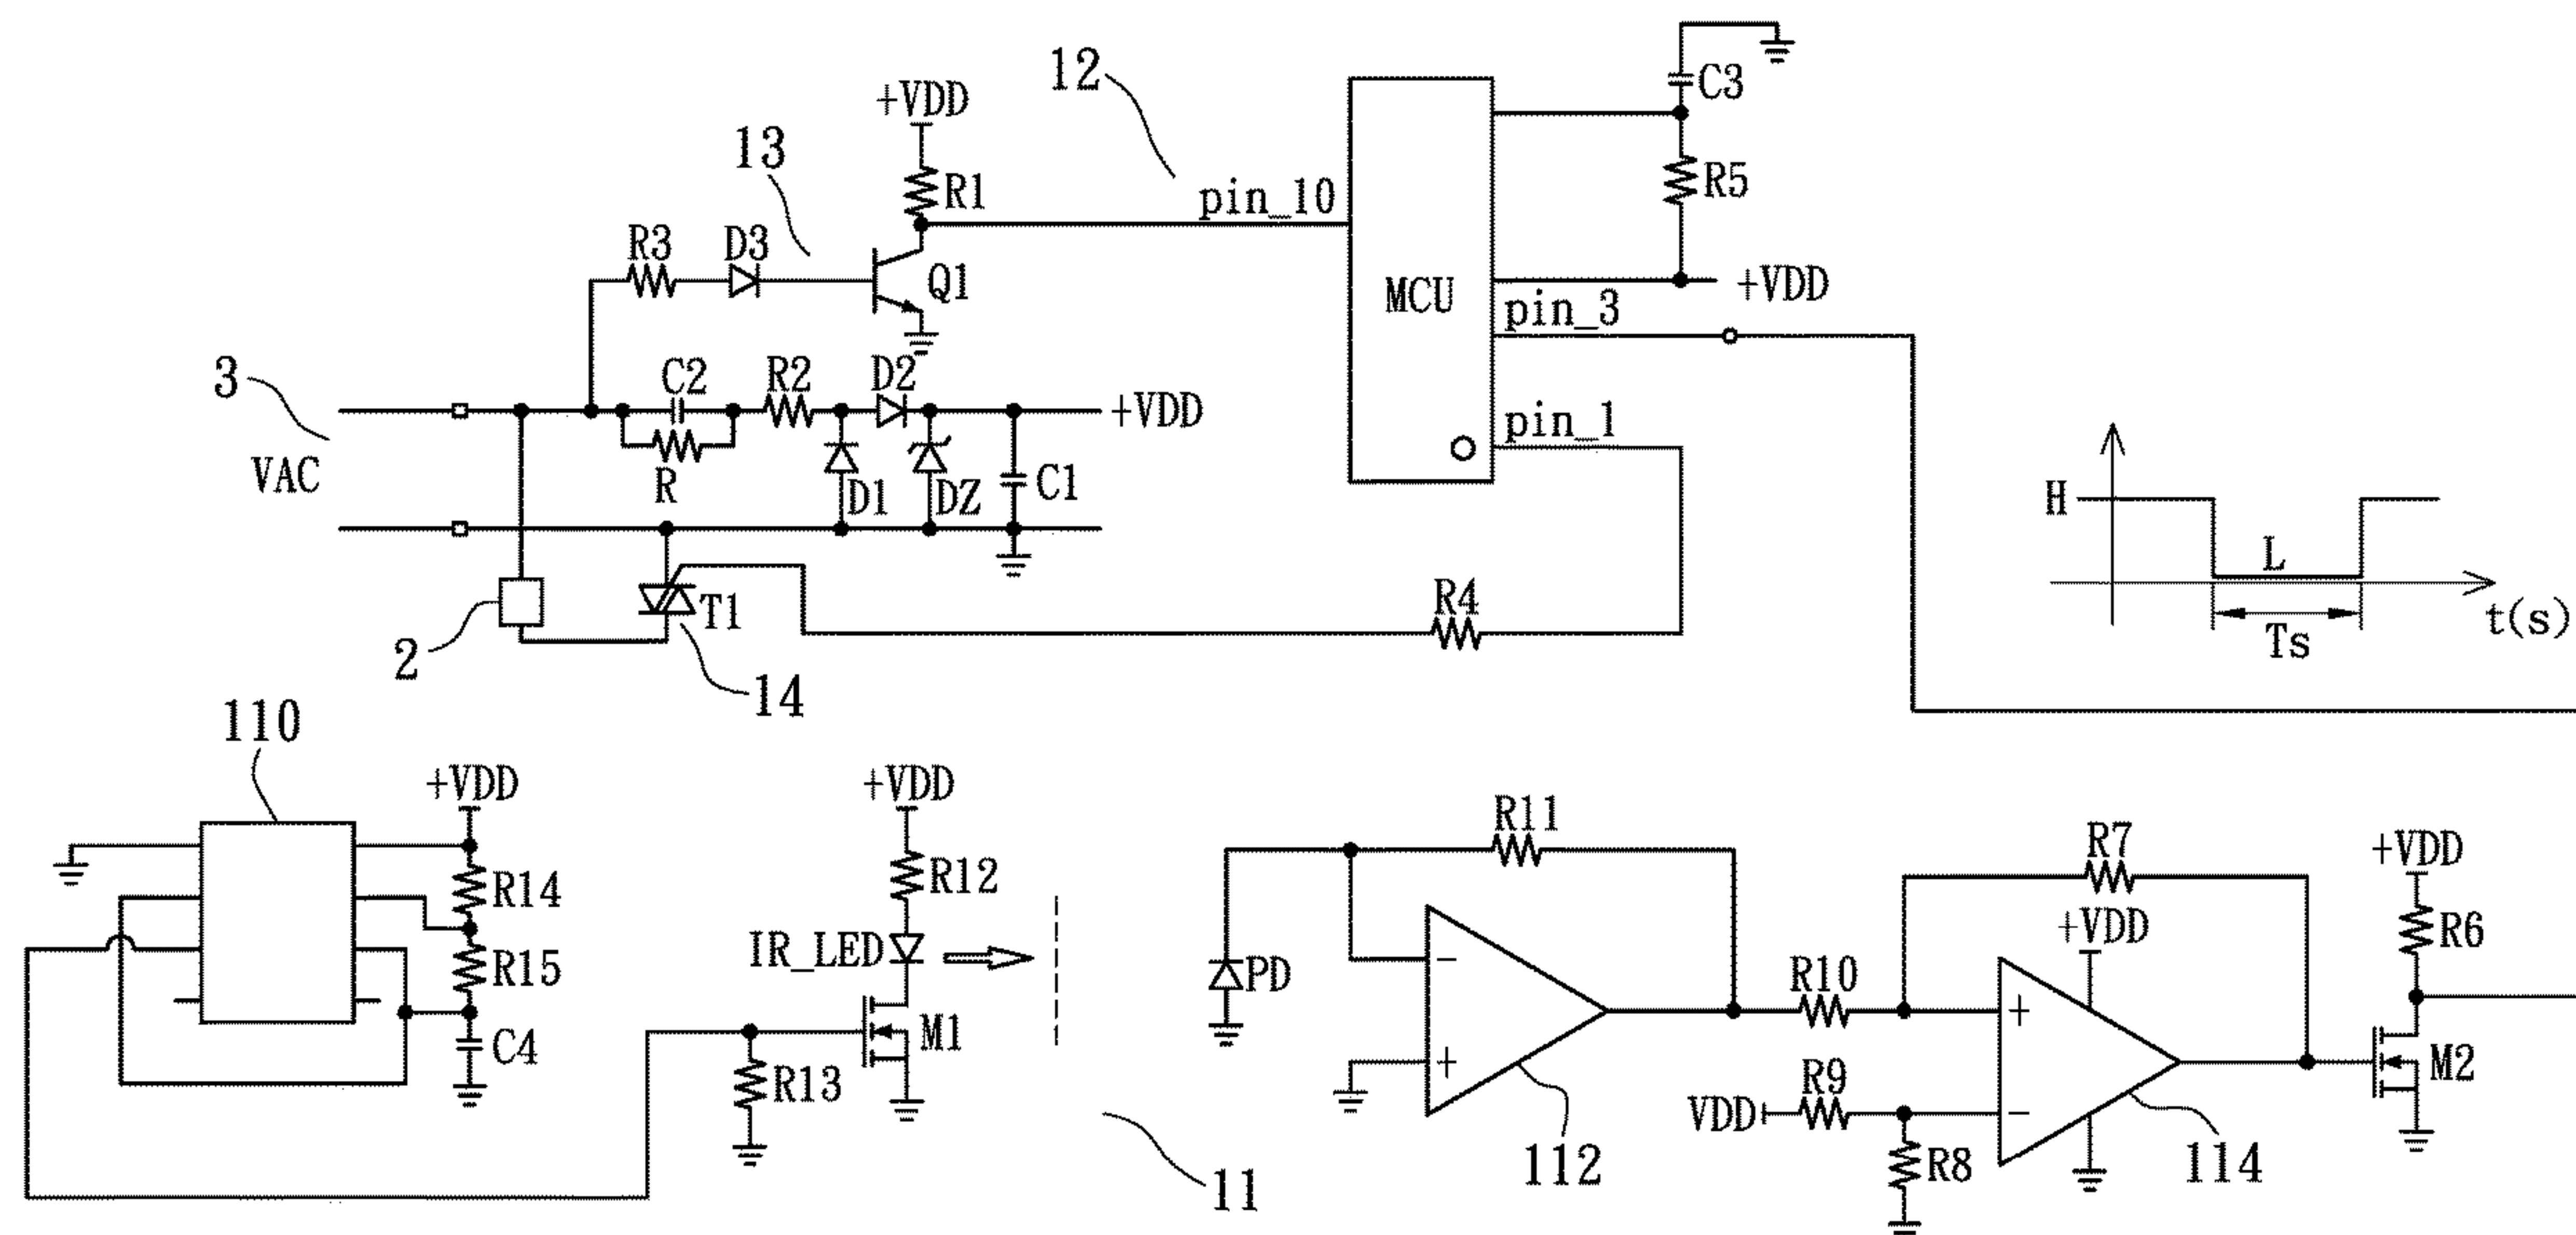 12
C3
+VDD
13
R1
pin_10
R5
R3
D3
Q1
MCU
+VDD
pin_3
3
C2
R2
D2
+VDD
pin_1
VAC
R
D1
DZ
C1
H
L
2
T1
R4
t(s)
Ts
14
110
+VDD
+VDD
R11
R7
+VDD
R14
R12
+VDD
R6
IR_LED
R15
PD
-
R10
+
C4
M1
+
R13
VDD
R9
-
M2
R8
11
112
114